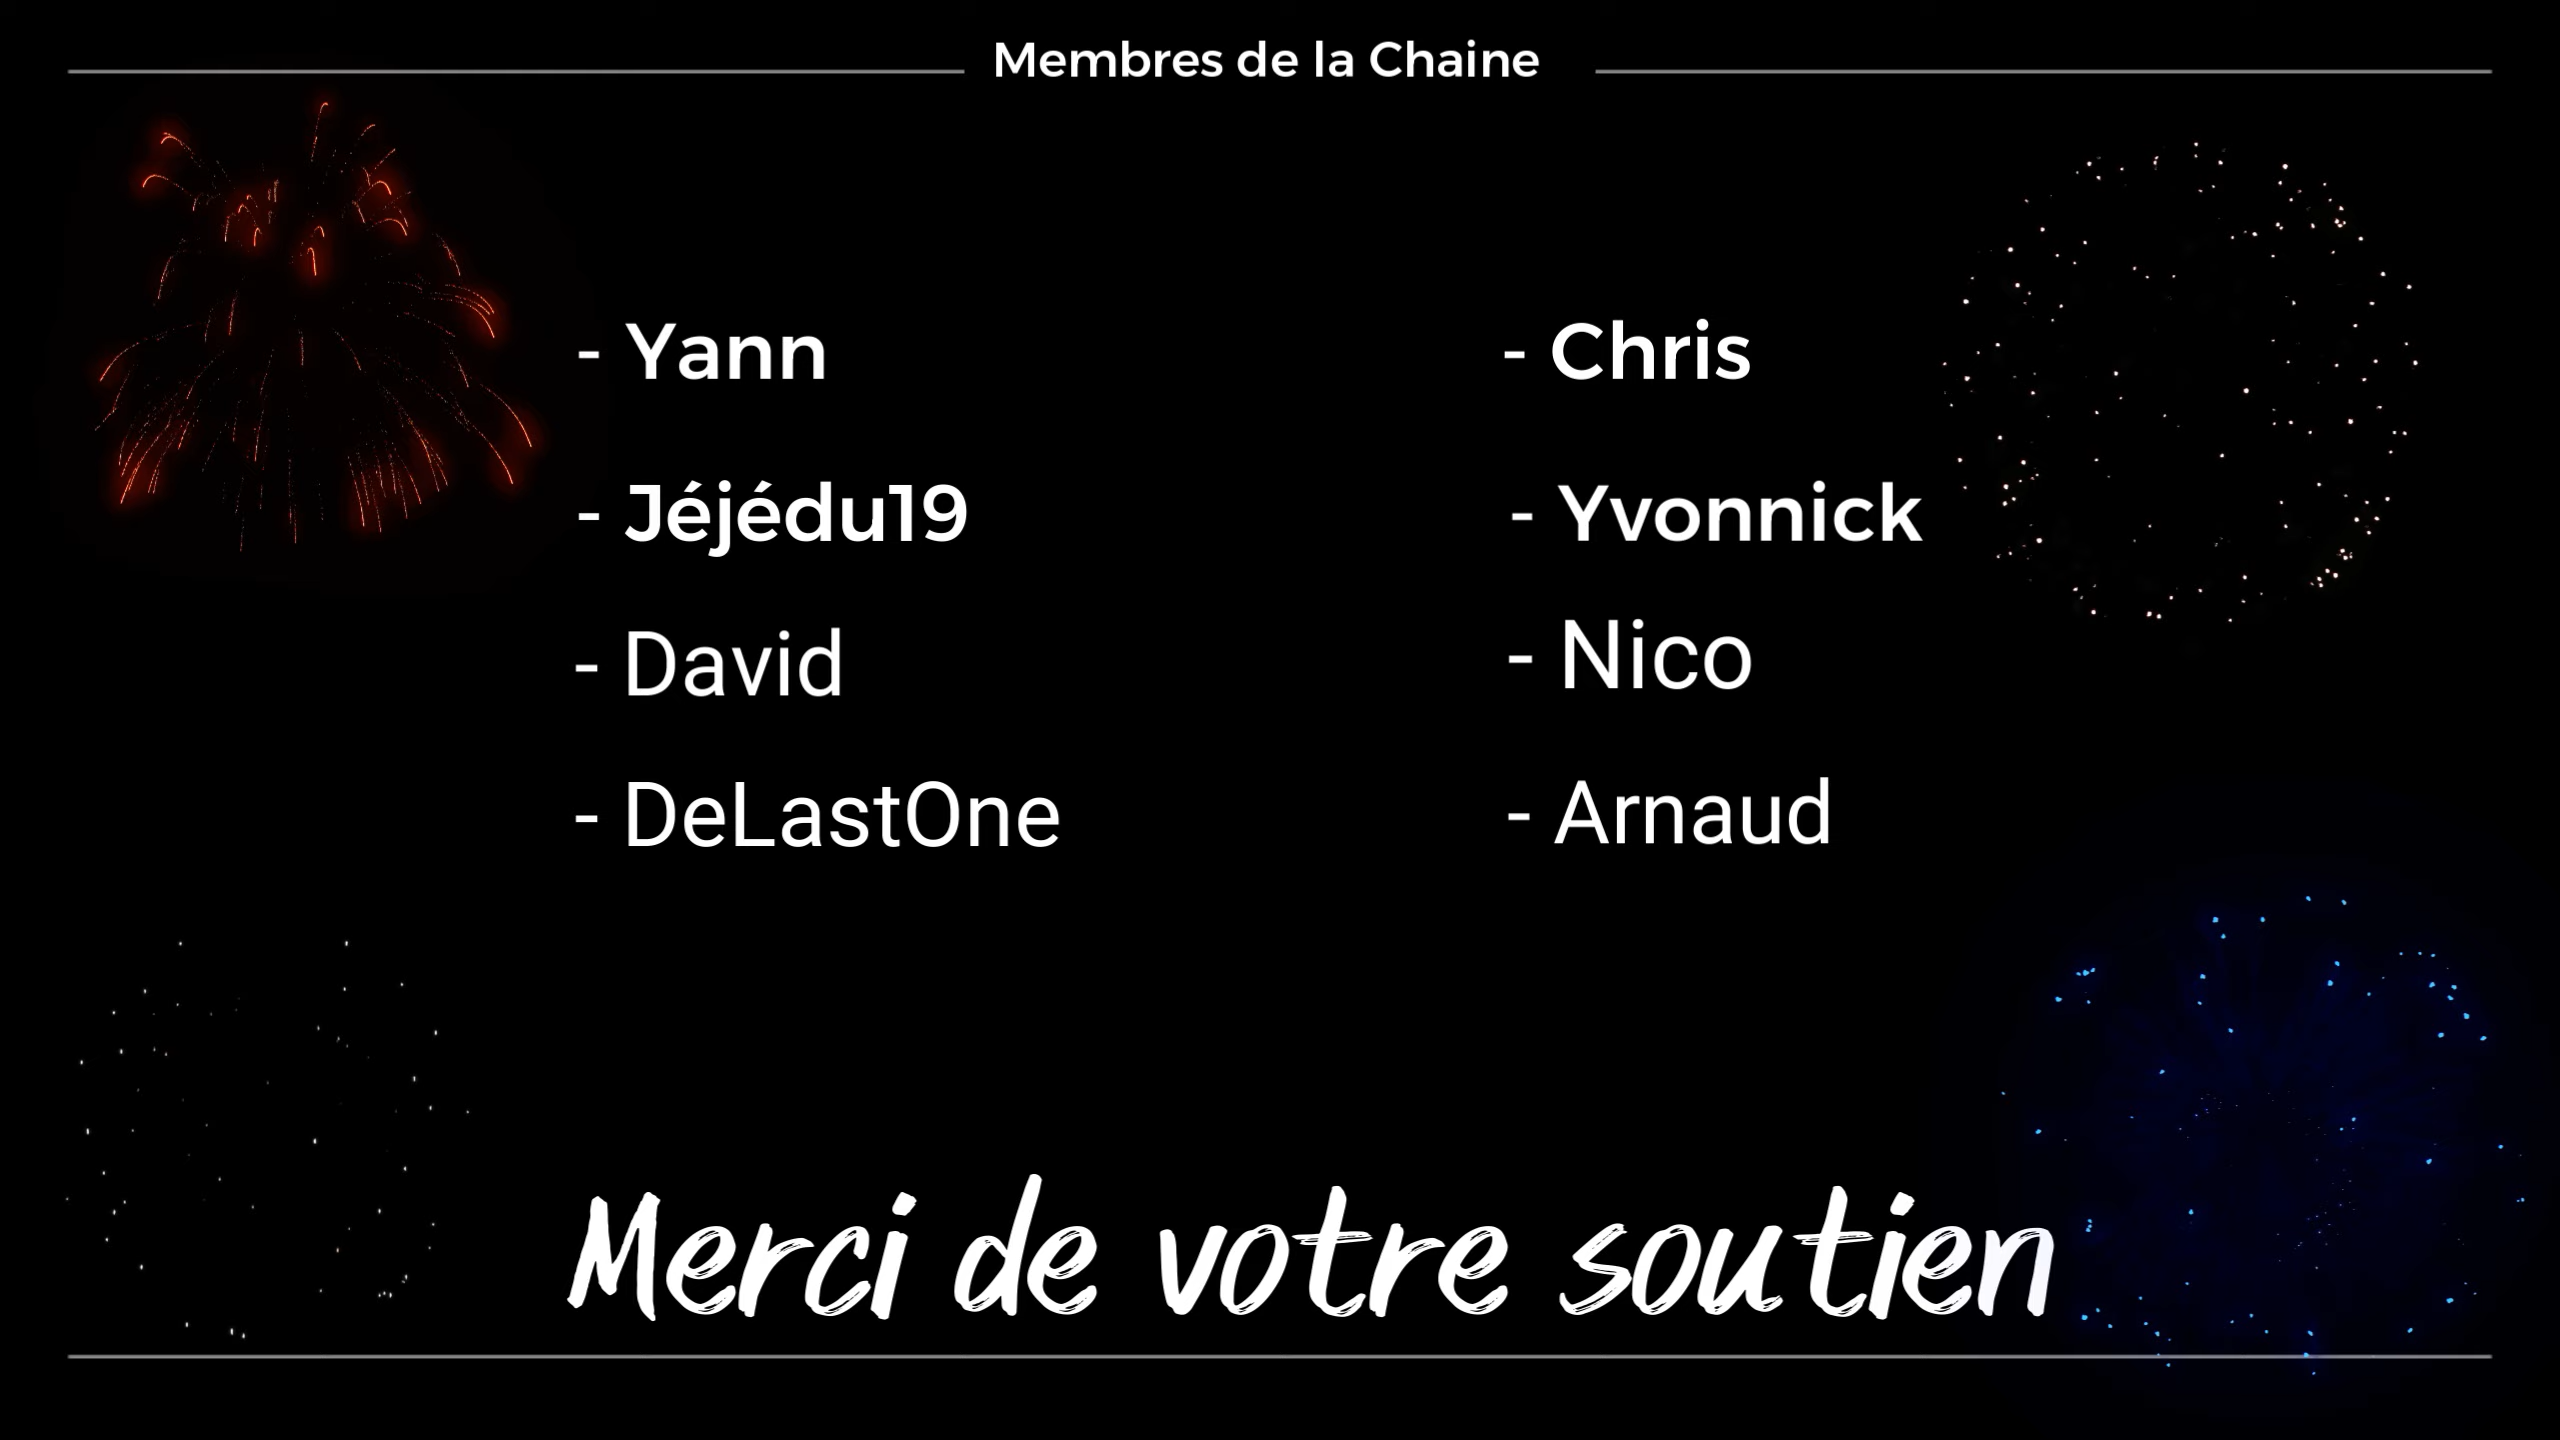 Membres de la Chaine
- Yann
- Jéjédu19
- David
- DeLastOne
- Chris
- Yvonnick
- Nico
- Arnaud
Merci de votre soutien